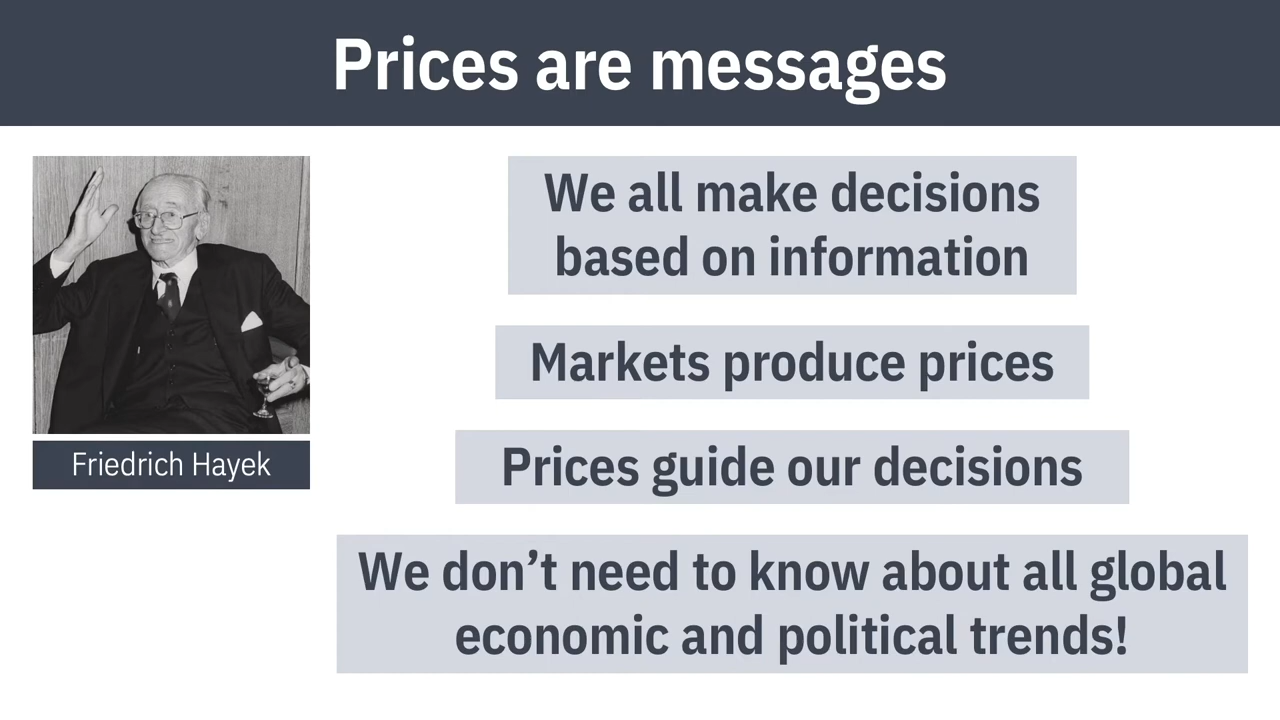 Prices are messages
Friedrich Hayek
We all make decisions
based on information
Markets produce prices
Prices guide our decisions
We don’t need to know about all global
economic and political trends!